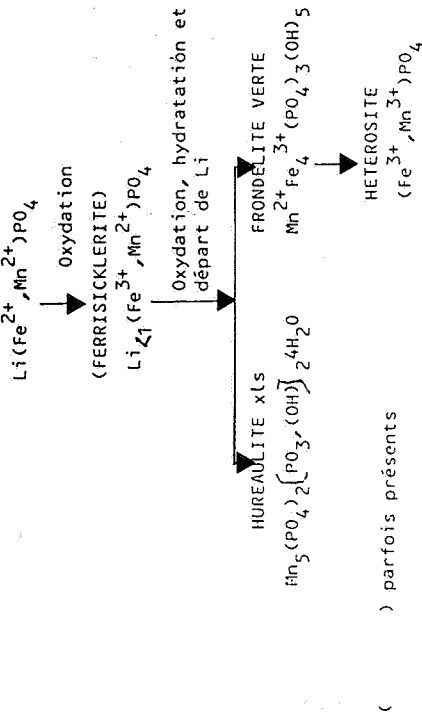 Li(Fe²⁺,Mn²⁺)PO₄
Oxydation
(FERRISICKLERITE)
Li<1(Fe³⁺,Mn²⁺)PO₄
Oxydation, hydratation et
départ de Li
HUREAULITE xls
Mn₅(PO₄)₂[PO₃,(OH)]₂4H₂O
FRONDELITE VERTE
Mn²⁺Fe₄³⁺(PO₄)₃(OH)₅
HETEROSITE
(Fe³⁺,Mn³⁺)PO₄
( ) parfois présents